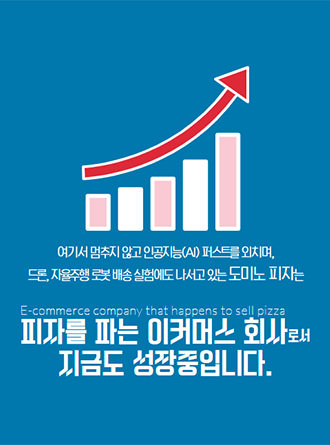 여기서 멈추지 않고 인공지능(AI) 퍼스트를 외치며,
드론, 자율주행 로봇 배송 실험에도 나서고 있는 도미노 피자는
E-commerce company that happens to sell pizza
피자를 파는 이커머스 회사로서
지금도 성장중입니다.